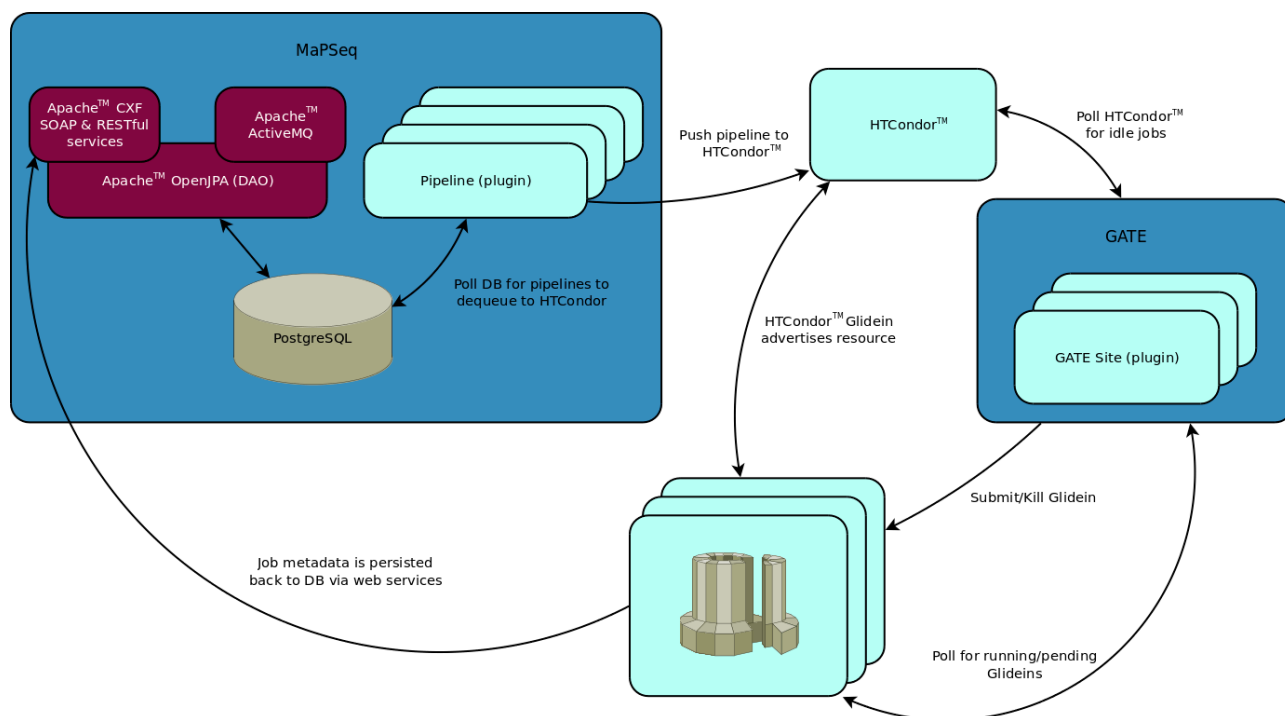 MaPSeq
Apache™ CXF
SOAP & RESTful
services
Apache™
ActiveMQ
Apache™ OpenJPA (DAO)
Pipeline (plugin)
Poll DB for pipelines to
dequeue to HTCondor
PostgreSQL
Push pipeline to
HTCondor™
HTCondor™
Poll HTCondor™
for idle jobs
GATE
GATE Site (plugin)
HTCondor™ Glidein
advertises resource
Submit/Kill Glidein
Job metadata is persisted
back to DB via web services
Poll for running/pending
Glideins